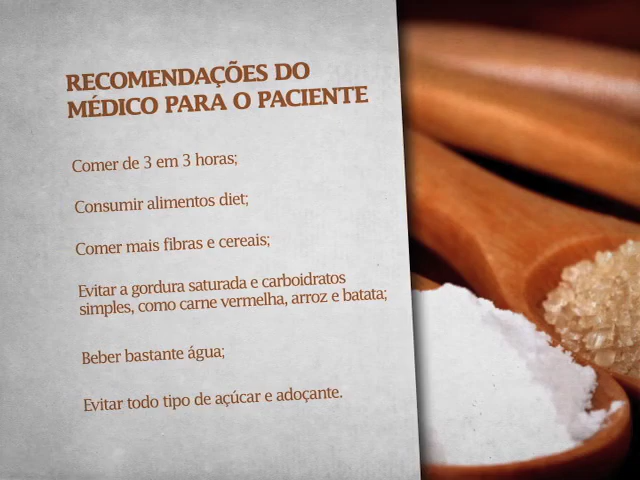 RECOMENDAÇÕES DO
MÉDICO PARA O PACIENTE
Comer de 3 em 3 horas;
Consumir alimentos diet;
Comer mais fibras e cereais;
Evitar a gordura saturada e carboidratos
simples, como carne vermelha, arroz e batata;
Beber bastante água;
Evitar todo tipo de açúcar e adoçante.